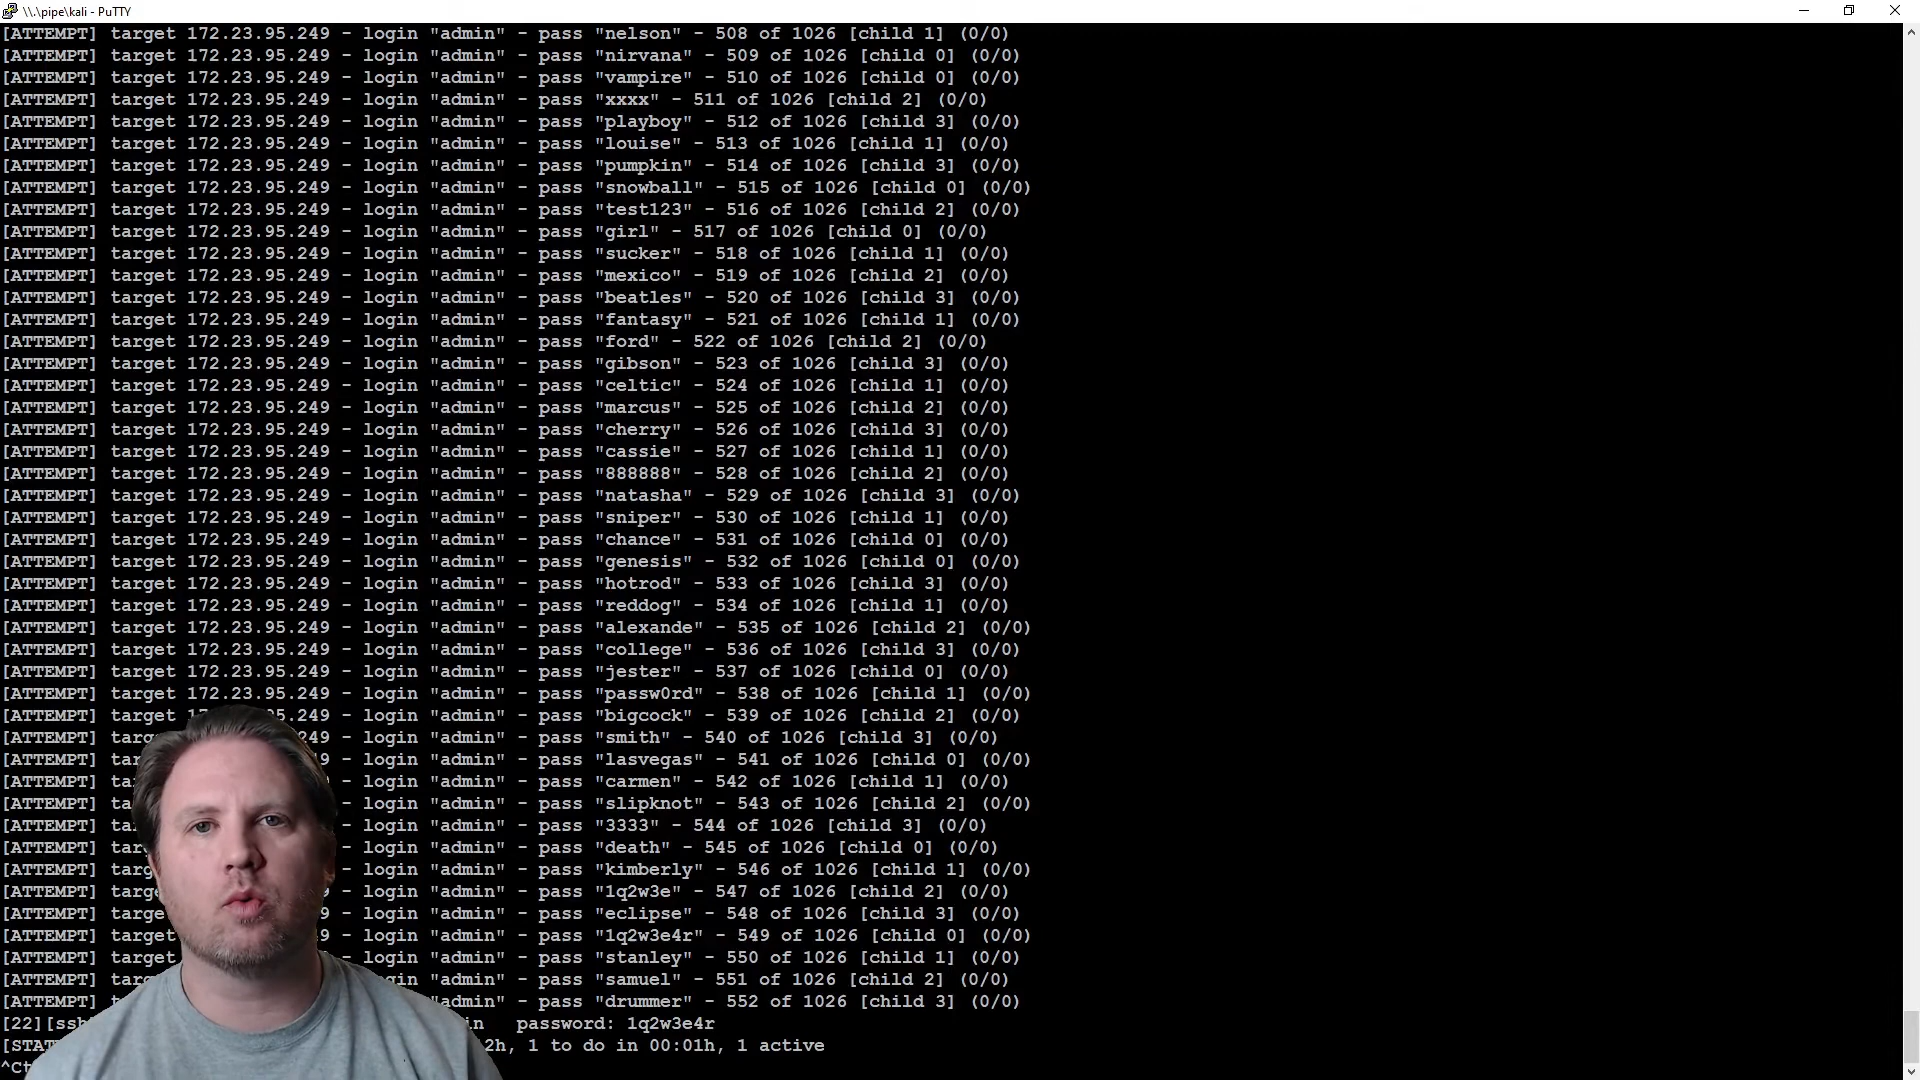 \\.\pipe\kali - PuTTY
[ATTEMPT] target 172.23.95.249 - login "admin" - pass "nelson" - 508 of 1026 [child 1] (0/0)
[ATTEMPT] target 172.23.95.249 - login "admin" - pass "nirvana" - 509 of 1026 [child 0] (0/0)
[ATTEMPT] target 172.23.95.249 - login "admin" - pass "vampire" - 510 of 1026 [child 0] (0/0)
[ATTEMPT] target 172.23.95.249 - login "admin" - pass "xxxx" - 511 of 1026 [child 2] (0/0)
[ATTEMPT] target 172.23.95.249 - login "admin" - pass "playboy" - 512 of 1026 [child 3] (0/0)
[ATTEMPT] target 172.23.95.249 - login "admin" - pass "louise" - 513 of 1026 [child 1] (0/0)
[ATTEMPT] target 172.23.95.249 - login "admin" - pass "pumpkin" - 514 of 1026 [child 3] (0/0)
[ATTEMPT] target 172.23.95.249 - login "admin" - pass "snowball" - 515 of 1026 [child 0] (0/0)
[ATTEMPT] target 172.23.95.249 - login "admin" - pass "test123" - 516 of 1026 [child 2] (0/0)
[ATTEMPT] target 172.23.95.249 - login "admin" - pass "girl" - 517 of 1026 [child 0] (0/0)
[ATTEMPT] target 172.23.95.249 - login "admin" - pass "sucker" - 518 of 1026 [child 1] (0/0)
[ATTEMPT] target 172.23.95.249 - login "admin" - pass "mexico" - 519 of 1026 [child 2] (0/0)
[ATTEMPT] target 172.23.95.249 - login "admin" - pass "beatles" - 520 of 1026 [child 3] (0/0)
[ATTEMPT] target 172.23.95.249 - login "admin" - pass "fantasy" - 521 of 1026 [child 1] (0/0)
[ATTEMPT] target 172.23.95.249 - login "admin" - pass "ford" - 522 of 1026 [child 2] (0/0)
[ATTEMPT] target 172.23.95.249 - login "admin" - pass "gibson" - 523 of 1026 [child 3] (0/0)
[ATTEMPT] target 172.23.95.249 - login "admin" - pass "celtic" - 524 of 1026 [child 1] (0/0)
[ATTEMPT] target 172.23.95.249 - login "admin" - pass "marcus" - 525 of 1026 [child 2] (0/0)
[ATTEMPT] target 172.23.95.249 - login "admin" - pass "cherry" - 526 of 1026 [child 3] (0/0)
[ATTEMPT] target 172.23.95.249 - login "admin" - pass "cassie" - 527 of 1026 [child 1] (0/0)
[ATTEMPT] target 172.23.95.249 - login "admin" - pass "888888" - 528 of 1026 [child 2] (0/0)
[ATTEMPT] target 172.23.95.249 - login "admin" - pass "natasha" - 529 of 1026 [child 3] (0/0)
[ATTEMPT] target 172.23.95.249 - login "admin" - pass "sniper" - 530 of 1026 [child 1] (0/0)
[ATTEMPT] target 172.23.95.249 - login "admin" - pass "chance" - 531 of 1026 [child 0] (0/0)
[ATTEMPT] target 172.23.95.249 - login "admin" - pass "genesis" - 532 of 1026 [child 0] (0/0)
[ATTEMPT] target 172.23.95.249 - login "admin" - pass "hotrod" - 533 of 1026 [child 3] (0/0)
[ATTEMPT] target 172.23.95.249 - login "admin" - pass "reddog" - 534 of 1026 [child 1] (0/0)
[ATTEMPT] target 172.23.95.249 - login "admin" - pass "alexande" - 535 of 1026 [child 2] (0/0)
[ATTEMPT] target 172.23.95.249 - login "admin" - pass "college" - 536 of 1026 [child 3] (0/0)
[ATTEMPT] target 172.23.95.249 - login "admin" - pass "jester" - 537 of 1026 [child 0] (0/0)
[ATTEMPT] target 172.23.95.249 - login "admin" - pass "passw0rd" - 538 of 1026 [child 1] (0/0)
[ATTEMPT] target 5.249 - login "admin" - pass "bigcock" - 539 of 1026 [child 2] (0/0)
[ATTEMPT] targe 49 - login "admin" - pass "smith" - 540 of 1026 [child 3] (0/0)
[ATTEMPT] tar 9 - login "admin" - pass "lasvegas" - 541 of 1026 [child 0] (0/0)
[ATTEMPT] ta - login "admin" - pass "carmen" - 542 of 1026 [child 1] (0/0)
[ATTEMPT] ta - login "admin" - pass "slipknot" - 543 of 1026 [child 2] (0/0)
[ATTEMPT] ta - login "admin" - pass "3333" - 544 of 1026 [child 3] (0/0)
[ATTEMPT] tar - login "admin" - pass "death" - 545 of 1026 [child 0] (0/0)
[ATTEMPT] targ - login "admin" - pass "kimberly" - 546 of 1026 [child 1] (0/0)
[ATTEMPT] targ - login "admin" - pass "1q2w3e" - 547 of 1026 [child 2] (0/0)
[ATTEMPT] targ - login "admin" - pass "eclipse" - 548 of 1026 [child 3] (0/0)
[ATTEMPT] targe - login "admin" - pass "1q2w3e4r" - 549 of 1026 [child 0] (0/0)
[ATTEMPT] target login "admin" - pass "stanley" - 550 of 1026 [child 1] (0/0)
[ATTEMPT] targ gin "admin" - pass "samuel" - 551 of 1026 [child 2] (0/0)
[ATTEMPT] ta "admin" - pass "drummer" - 552 of 1026 [child 3] (0/0)
[22][ssh in password: 1q2w3e4r
[STAT 2h, 1 to do in 00:01h, 1 active
^C